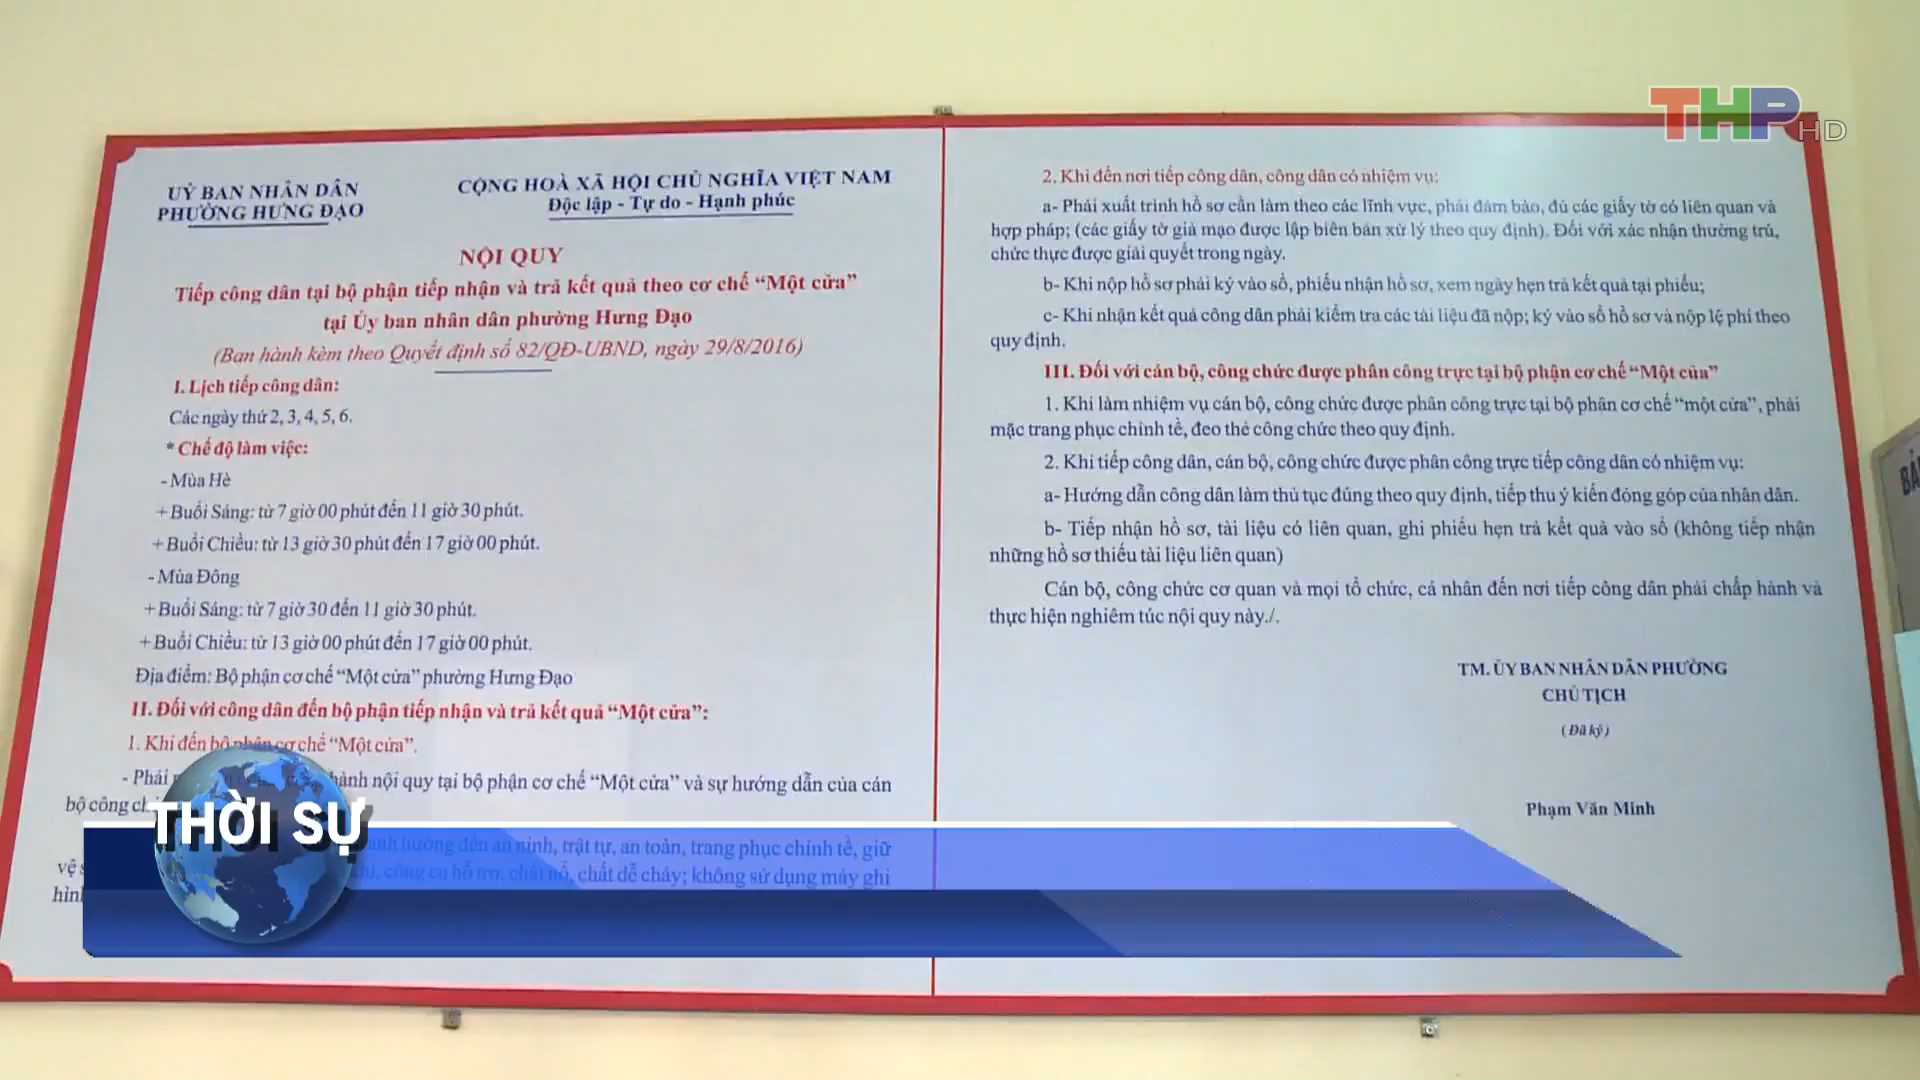 THP HD
UỶ BAN NHÂN DÂN
PHƯỜNG HƯNG ĐẠO
CỘNG HOÀ XÃ HỘI CHỦ NGHĨA VIỆT NAM
Độc lập - Tự do - Hạnh phúc
NỘI QUY
Tiếp công dân tại bộ phận tiếp nhận và trả kết quả theo cơ chế “Một cửa”
tại Ủy ban nhân dân phường Hưng Đạo
(Ban hành kèm theo Quyết định số 82/QĐ-UBND, ngày 29/8/2016)
I. Lịch tiếp công dân:
Các ngày thứ 2, 3, 4, 5, 6.
* Chế độ làm việc:
- Mùa Hè
+ Buổi Sáng: từ 7 giờ 00 phút đến 11 giờ 30 phút.
+ Buổi Chiều: từ 13 giờ 30 phút đến 17 giờ 00 phút.
- Mùa Đông
+ Buổi Sáng: từ 7 giờ 30 đến 11 giờ 30 phút.
+ Buổi Chiều: từ 13 giờ 00 phút đến 17 giờ 00 phút.
Địa điểm: Bộ phận cơ chế “Một cửa” phường Hưng Đạo
II. Đối với công dân đến bộ phận tiếp nhận và trả kết quả “Một cửa”:
1. Khi đến bộ phận cơ chế “Một cửa”.
- Phải hành nội quy tại bộ phận cơ chế “Một cửa” và sự hướng dẫn của cán
bộ công
hưởng đến an ninh, trật tự, an toàn, trang phục chỉnh tề, giữ
vệ khí, công cụ hỗ trợ, chất nổ, chất dễ cháy; không sử dụng máy ghi
2. Khi đến nơi tiếp công dân, công dân có nhiệm vụ:
a- Phải xuất trình hồ sơ cần làm theo các lĩnh vực, phải đảm bảo, đủ các giấy tờ có liên quan và
hợp pháp; (các giấy tờ giả mạo được lập biên bản xử lý theo quy định). Đối với xác nhận thường trú,
chức thực được giải quyết trong ngày.
b- Khi nộp hồ sơ phải ký vào sổ, phiếu nhận hồ sơ, xem ngày hẹn trả kết quả tại phiếu;
c- Khi nhận kết quả công dân phải kiểm tra các tài liệu đã nộp; ký vào sổ hồ sơ và nộp lệ phí theo
quy định.
III. Đối với cán bộ, công chức được phân công trực tại bộ phận cơ chế “Một cửa”
1. Khi làm nhiệm vụ cán bộ, công chức được phân công trực tại bộ phận cơ chế “một cửa”, phải
mặc trang phục chỉnh tề, đeo thẻ công chức theo quy định.
2. Khi tiếp công dân, cán bộ, công chức được phân công trực tiếp công dân có nhiệm vụ:
a- Hướng dẫn công dân làm thủ tục đúng theo quy định, tiếp thu ý kiến đóng góp của nhân dân.
b- Tiếp nhận hồ sơ, tài liệu có liên quan, ghi phiếu hẹn trả kết quả vào sổ (không tiếp nhận
những hồ sơ thiếu tài liệu liên quan)
Cán bộ, công chức cơ quan và mọi tổ chức, cá nhân đến nơi tiếp công dân phải chấp hành và
thực hiện nghiêm túc nội quy này./.
TM. ỦY BAN NHÂN DÂN PHƯỜNG
CHỦ TỊCH
(Đã ký)
Phạm Văn Minh
THỜI SỰ